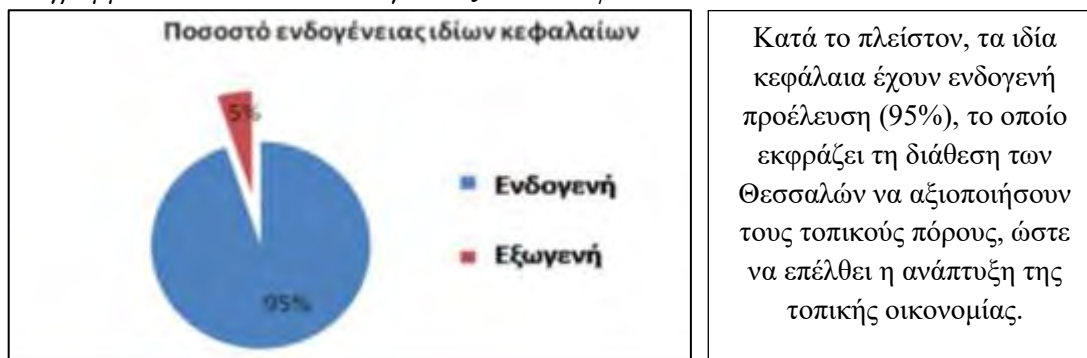 Ποσοστό ενδογένειας ιδίων κεφαλαίων
5%
Ενδογενή
Εξωγενή
95%
Κατά το πλείστον, τα ιδία
κεφάλαια έχουν ενδογενή
προέλευση (95%), το οποίο
εκφράζει τη διάθεση των
Θεσσαλών να αξιοποιήσουν
τους τοπικούς πόρους, ώστε
να επέλθει η ανάπτυξη της
τοπικής οικονομίας.